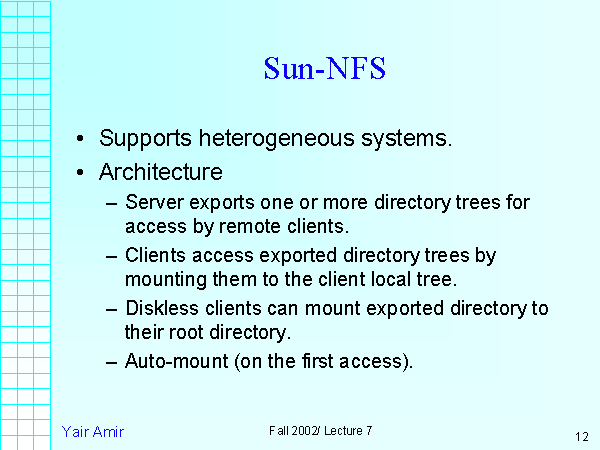 Sun-NFS
• Supports heterogeneous systems.
• Architecture
– Server exports one or more directory trees for
access by remote clients.
– Clients access exported directory trees by
mounting them to the client local tree.
– Diskless clients can mount exported directory to
their root directory.
– Auto-mount (on the first access).
Yair Amir
Fall 2002/ Lecture 7
12